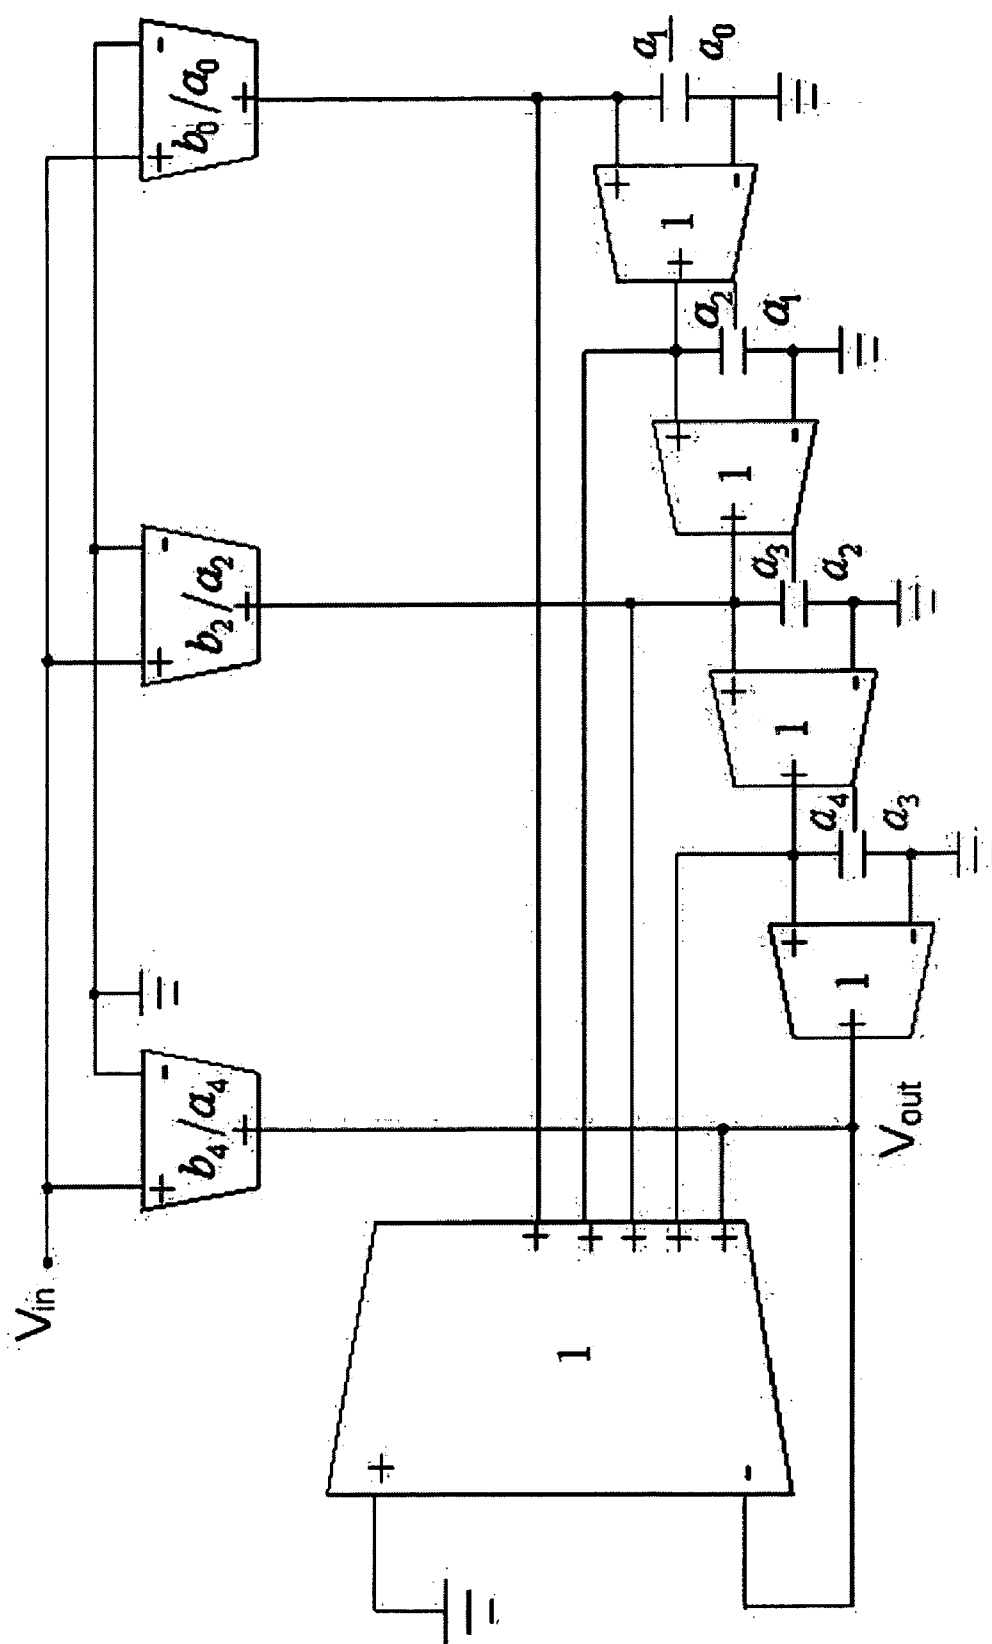 Vin
b4/a4
b2/a2
b0/a0
+
-
+
+
-
+
+
-
+
1
+
-
+
+
+
+
+
Vout
1
+
-
+
a4
a3
1
+
-
+
a3
a2
1
+
-
+
a2
a1
1
+
-
+
a1
a0